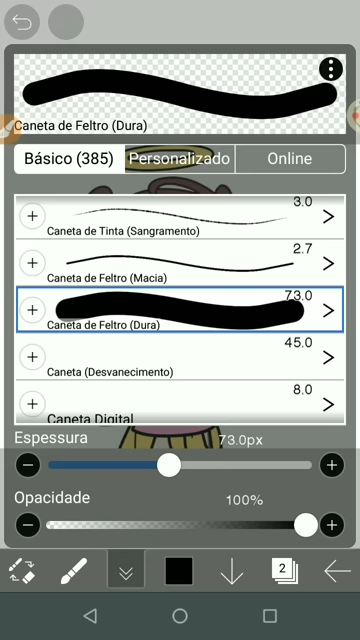 Caneta de Feltro (Dura)
Básico (385) Personalizado Online
3.0
Caneta de Tinta (Sangramento)
2.7
Caneta de Feltro (Macia)
73.0
Caneta de Feltro (Dura)
45.0
Caneta (Desvanecimento)
8.0
Caneta Digital
Espessura 73.0px
Opacidade 100%
2